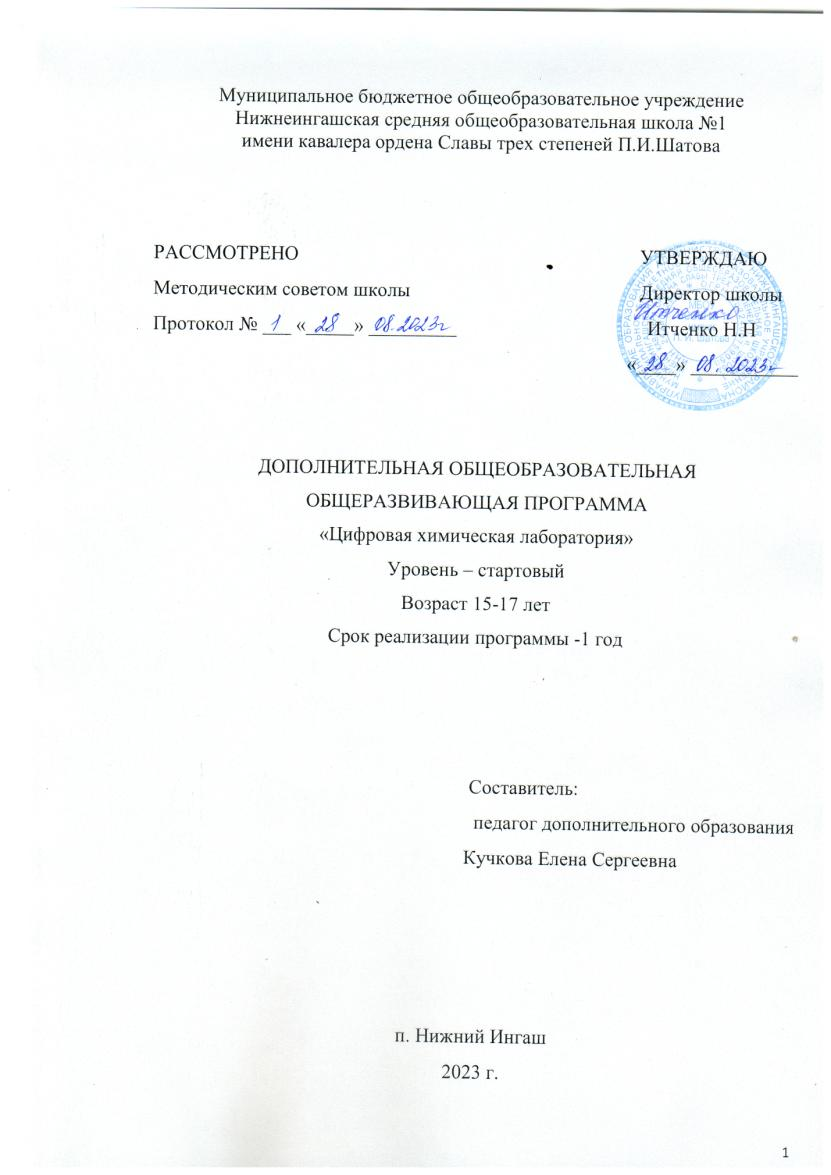 Муниципальное бюджетное общеобразовательное учреждение
Нижнеингашская средняя общеобразовательная школа №1
имени кавалера ордена Славы трех степеней П.И.Шатова
РАССМОТРЕНО
Методическим советом школы
Протокол № 1 « 28 » 08.2023г
УТВЕРЖДАЮ
Директор школы
Итченко
Итченко Н.Н
« 28 » 08. 2023г
ДОПОЛНИТЕЛЬНАЯ ОБЩЕОБРАЗОВАТЕЛЬНАЯ
ОБЩЕРАЗВИВАЮЩАЯ ПРОГРАММА
«Цифровая химическая лаборатория»
Уровень – стартовый
Возраст 15-17 лет
Срок реализации программы -1 год
Составитель:
педагог дополнительного образования
Кучкова Елена Сергеевна
п. Нижний Ингаш
2023 г.
1